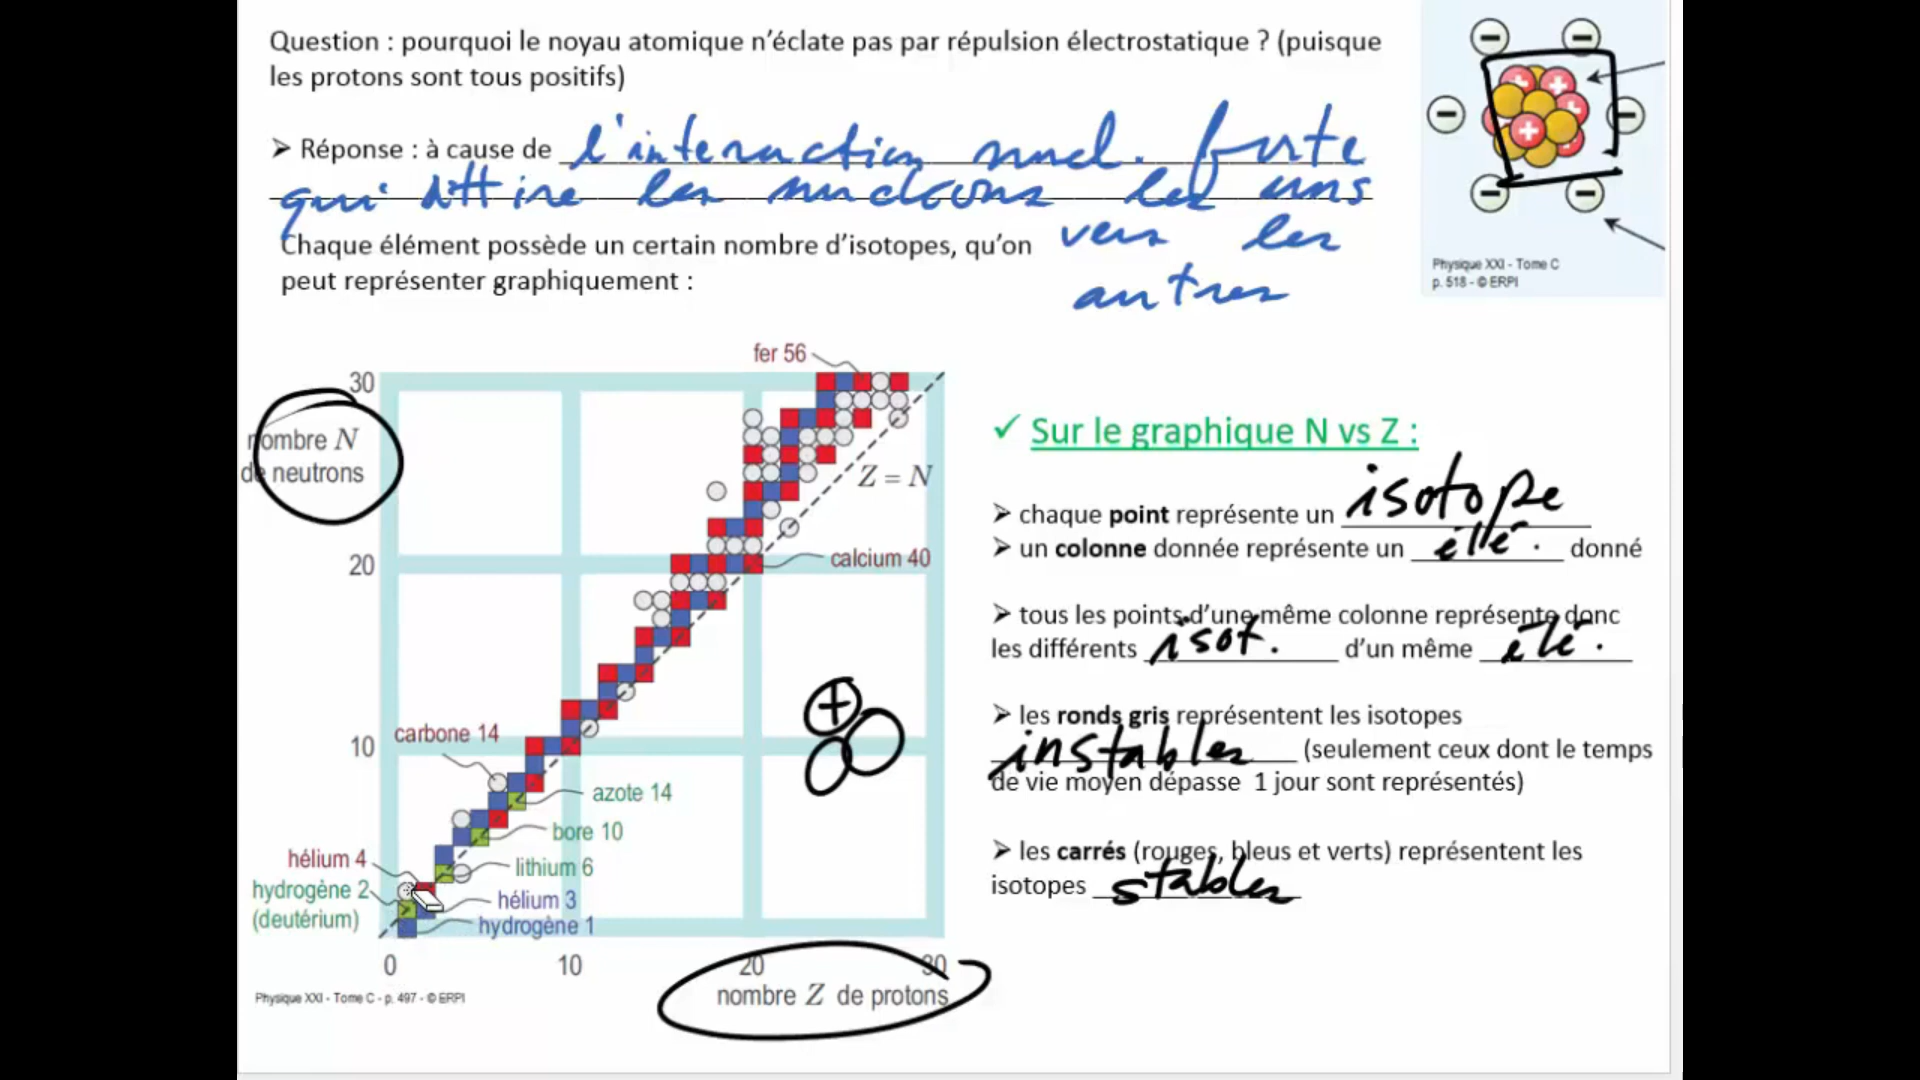 Question : pourquoi le noyau atomique n'éclate pas par répulsion électrostatique ? (puisque
les protons sont tous positifs)
➢ Réponse : à cause de l'interaction nucl. forte
qui attire les nucléons les uns
vers les
autres
Chaque élément possède un certain nombre d'isotopes, qu'on
peut représenter graphiquement :
Physique XXI - Tome C
p. 518 - © ERPI
fer 56
30
nombre N
de neutrons
Z = N
20
calcium 40
carbone 14
10
azote 14
bore 10
hélium 4
lithium 6
hydrogène 2
(deutérium)
hélium 3
hydrogène 1
0
10
20
30
nombre Z de protons
Physique XXI - Tome C - p. 497 - © ERPI
✓ Sur le graphique N vs Z :
➢ chaque point représente un isotope
➢ un colonne donnée représente un élé. donné
➢ tous les points d'une même colonne représente donc
les différents isot. d'un même élé.
➢ les ronds gris représentent les isotopes
instables (seulement ceux dont le temps
de vie moyen dépasse 1 jour sont représentés)
➢ les carrés (rouges, bleus et verts) représentent les
isotopes stables